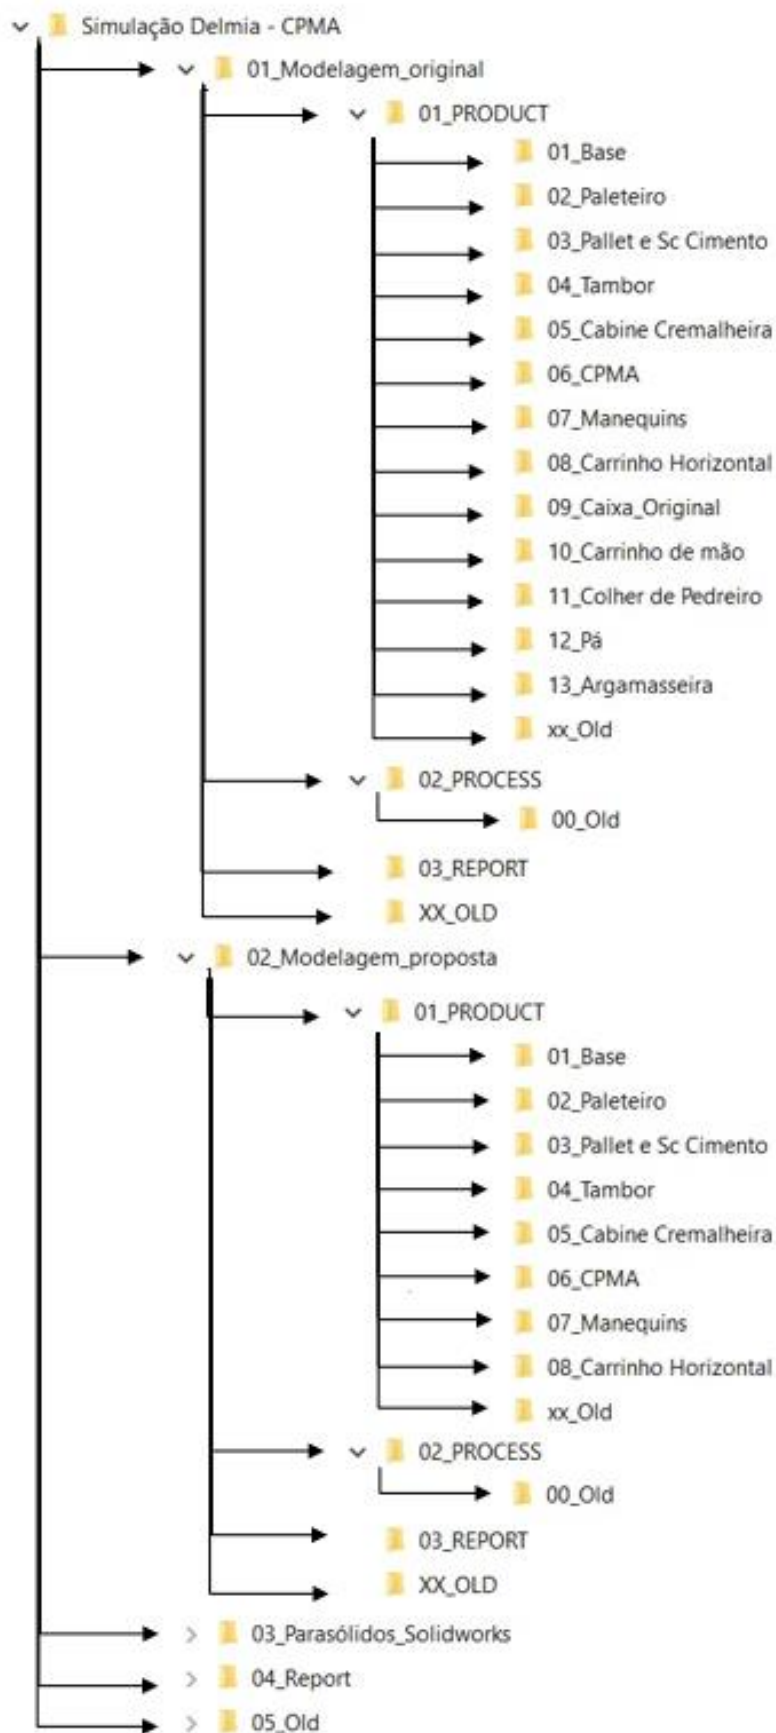 Simulação Delmia - CPMA
01_Modelagem_original
01_PRODUCT
01_Base
02_Paleteiro
03_Pallet e Sc Cimento
04_Tambor
05_Cabine Cremalheira
06_CPMA
07_Manequins
08_Carrinho Horizontal
09_Caixa_Original
10_Carrinho de mão
11_Colher de Pedreiro
12_Pá
13_Argamasseira
xx_Old
02_PROCESS
00_Old
03_REPORT
XX_OLD
02_Modelagem_proposta
01_PRODUCT
01_Base
02_Paleteiro
03_Pallet e Sc Cimento
04_Tambor
05_Cabine Cremalheira
06_CPMA
07_Manequins
08_Carrinho Horizontal
xx_Old
02_PROCESS
00_Old
03_REPORT
XX_OLD
03_Parasólidos_Solidworks
04_Report
05_Old